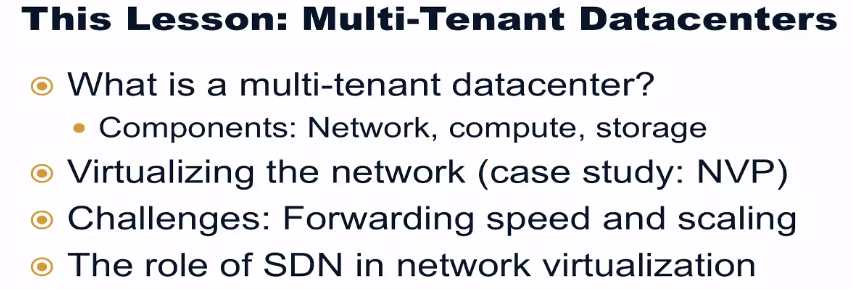 This Lesson: Multi-Tenant Datacenters
What is a multi-tenant datacenter?
Components: Network, compute, storage
Virtualizing the network (case study: NVP)
Challenges: Forwarding speed and scaling
The role of SDN in network virtualization